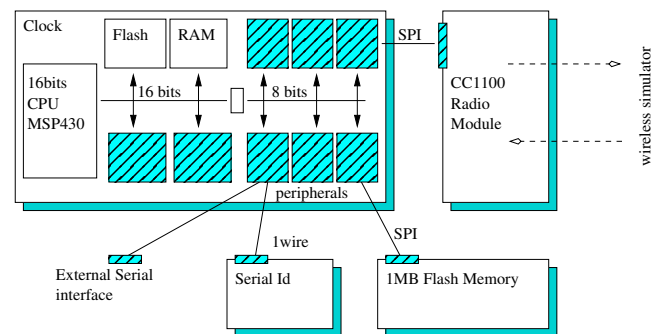 Clock
Flash
RAM
SPI
16bits
CPU
MSP430
16 bits
8 bits
CC1100
Radio
Module
wireless simulator
peripherals
1wire
SPI
External Serial
interface
Serial Id
1MB Flash Memory